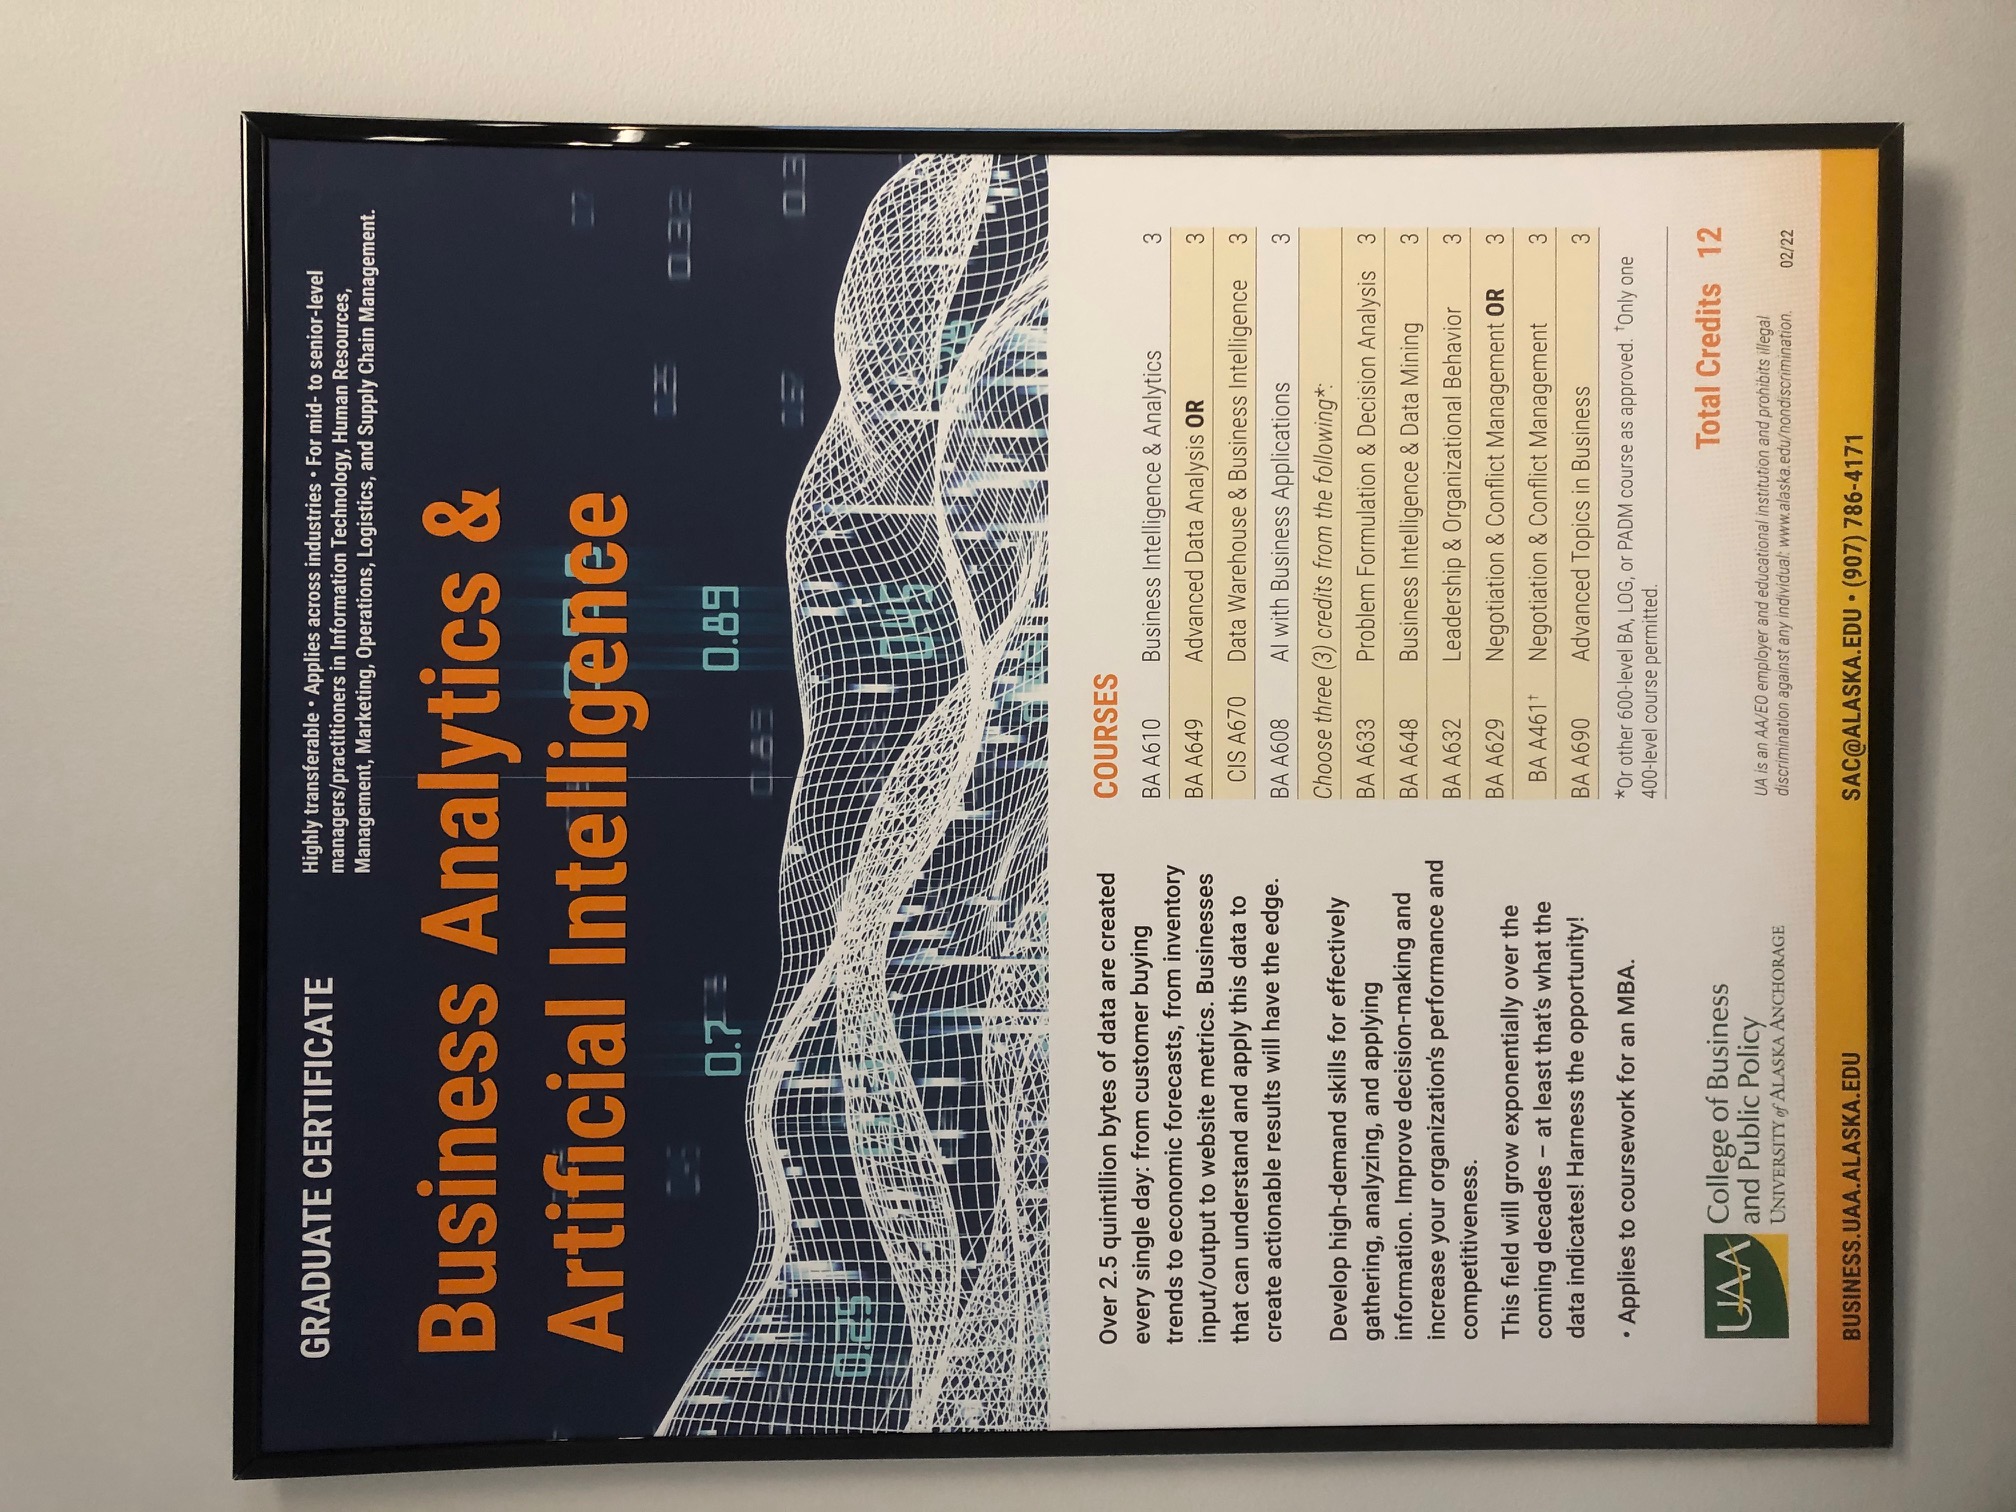 GRADUATE CERTIFICATE
Highly transferable • Applies across industries • For mid- to senior-level
managers/practitioners in Information Technology, Human Resources,
Management, Marketing, Operations, Logistics, and Supply Chain Management.
Business Analytics &
Artificial Intelligence
0.7
0.89
0.25
0.32
0.7
0.89
0.3
0.25
0.45
Over 2.5 quintillion bytes of data are created
every single day: from customer buying
trends to economic forecasts, from inventory
input/output to website metrics. Businesses
that can understand and apply this data to
create actionable results will have the edge.
Develop high-demand skills for effectively
gathering, analyzing, and applying
information. Improve decision-making and
increase your organization's performance and
competitiveness.
This field will grow exponentially over the
coming decades – at least that's what the
data indicates! Harness the opportunity!
• Applies to coursework for an MBA.
COURSES
BA A610 Business Intelligence & Analytics 3
BA A649 Advanced Data Analysis OR 3
CIS A670 Data Warehouse & Business Intelligence 3
BA A608 AI with Business Applications 3
Choose three (3) credits from the following*:
BA A633 Problem Formulation & Decision Analysis 3
BA A648 Business Intelligence & Data Mining 3
BA A632 Leadership & Organizational Behavior 3
BA A629 Negotiation & Conflict Management OR 3
BA A461† Negotiation & Conflict Management 3
BA A690 Advanced Topics in Business 3
*Or other 600-level BA, LOG, or PADM course as approved. †Only one
400-level course permitted.
Total Credits 12
UAA
College of Business
and Public Policy
UNIVERSITY of ALASKA ANCHORAGE
UA is an AA/EO employer and educational institution and prohibits illegal
discrimination against any individual: www.alaska.edu/nondiscrimination.
02/22
BUSINESS.UAA.ALASKA.EDU
SAC@ALASKA.EDU • (907) 786-4171